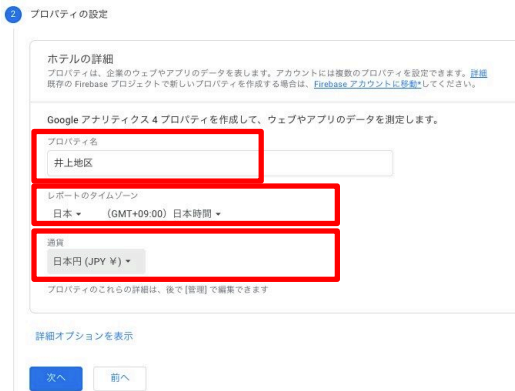 2 プロパティの設定
ホテルの詳細
プロパティは、企業のウェブやアプリのデータを表します。アカウントには複数のプロパティを設定できます。詳細
既存の Firebase プロジェクトで新しいプロパティを作成する場合は、Firebase アカウントに移動*してください。
Google アナリティクス 4 プロパティを作成して、ウェブやアプリのデータを測定します。
プロパティ名
井上地区
レポートのタイムゾーン
日本 (GMT+09:00) 日本時間
通貨
日本円 (JPY ¥)
プロパティのこれらの詳細は、後で [管理] で編集できます
詳細オプションを表示
次へ 前へ